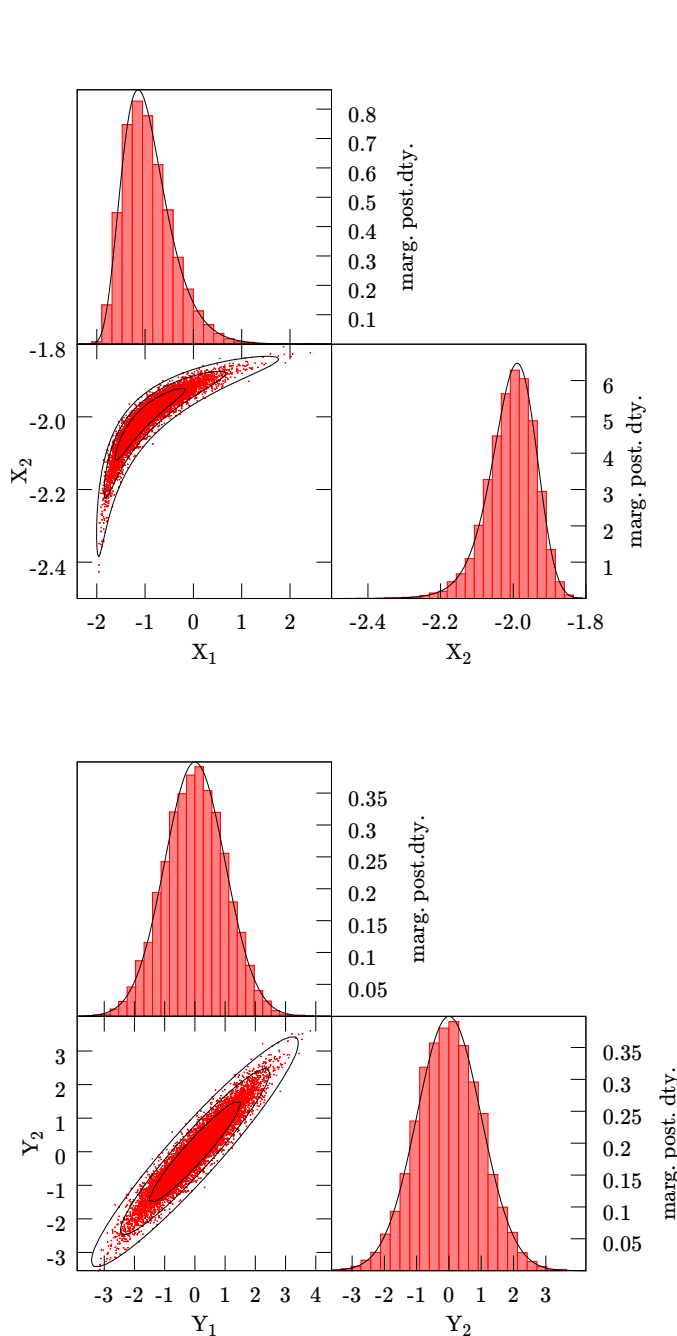 0.8
0.7
0.6
0.5
0.4
0.3
0.2
0.1
marg. post.dty.
-1.8
-2.0
-2.2
-2.4
X2
-2 -1 0 1 2
X1
6
5
4
3
2
1
marg. post. dty.
-2.4 -2.2 -2.0 -1.8
X2
0.35
0.3
0.25
0.2
0.15
0.1
0.05
marg. post.dty.
3
2
1
0
-1
-2
-3
Y2
-3 -2 -1 0 1 2 3 4
Y1
0.35
0.3
0.25
0.2
0.15
0.1
0.05
marg. post. dty.
-3 -2 -1 0 1 2 3
Y2